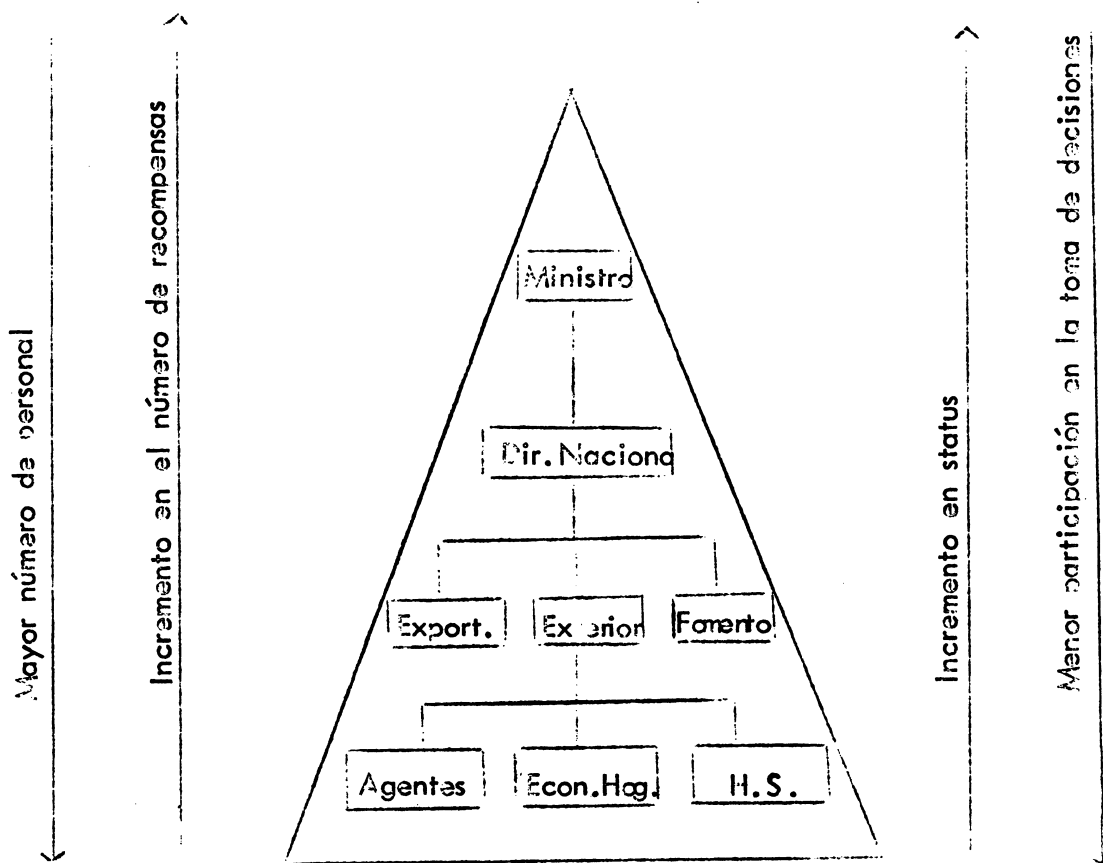 Mayor número de personal
Incremento en el número de recompensas
Ministro
Dir. Naciona
Export.
Fomento
Agentes
Econ.Hog.
H.S.
Incremento en status
Menor participación en la toma de decisiones